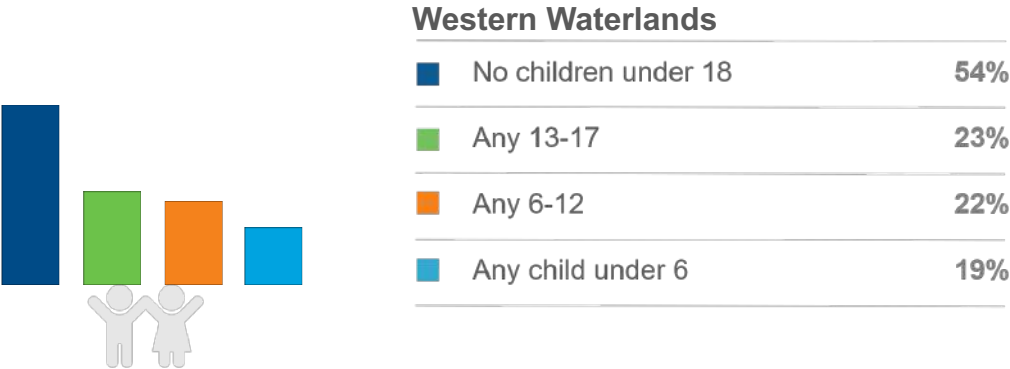 Western Waterlands
No children under 18 54%
Any 13-17 23%
Any 6-12 22%
Any child under 6 19%